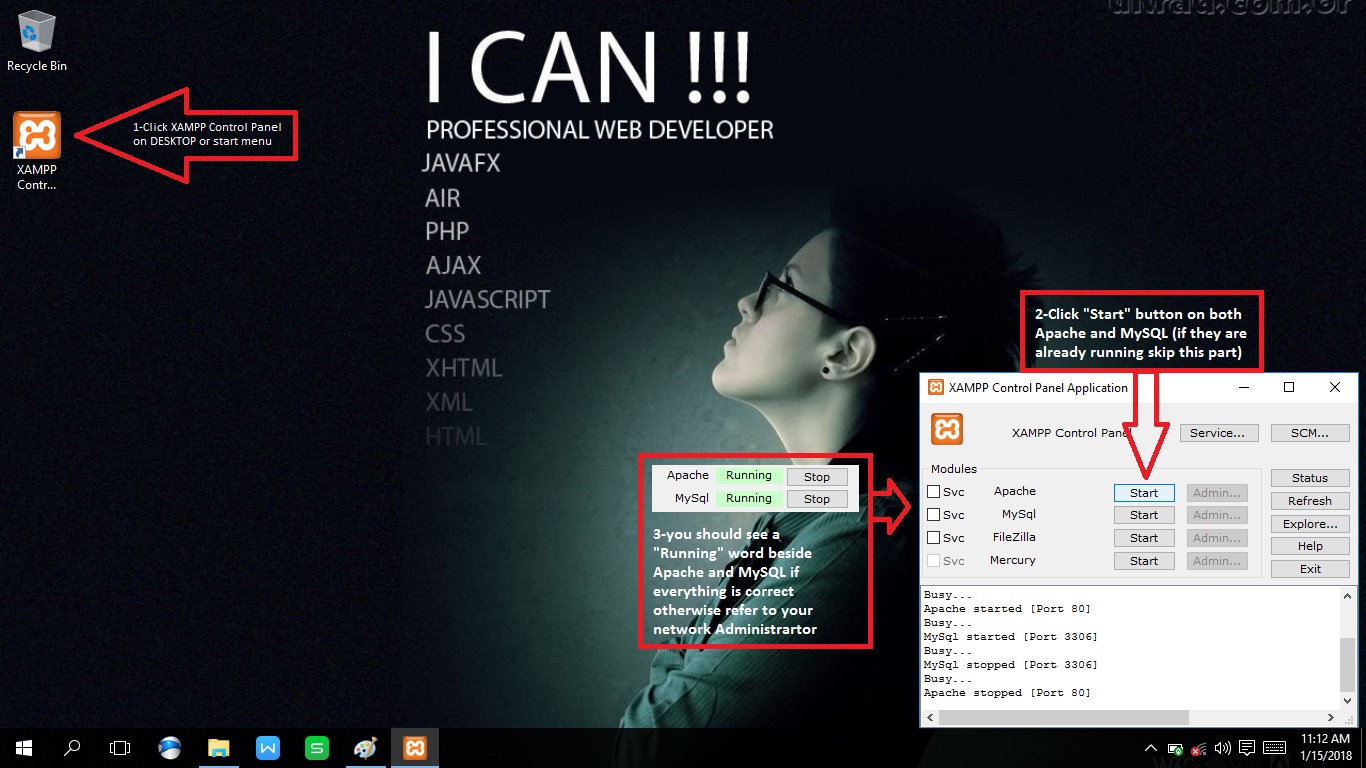 ultraq.com.br
Recycle Bin
XAMPP
Contr...
1-Click XAMPP Control Panel
on DESKTOP or start menu
I CAN !!!
PROFESSIONAL WEB DEVELOPER
JAVAFX
AIR
PHP
AJAX
JAVASCRIPT
CSS
XHTML
XML
HTML
2-Click "Start" button on both
Apache and MySQL (if they are
already running skip this part)
Apache Running Stop
MySql Running Stop
3-you should see a
"Running" word beside
Apache and MySQL if
everything is correct
otherwise refer to your
network Administrartor
XAMPP Control Panel Application
XAMPP Control Panel
Service...
SCM...
Modules
Svc Apache Start Admin...
Svc MySql Start Admin...
Svc FileZilla Start Admin...
Svc Mercury Start Admin...
Status
Refresh
Explore...
Help
Exit
Busy...
Apache started [Port 80]
Busy...
MySql started [Port 3306]
Busy...
MySql stopped [Port 3306]
Busy...
Apache stopped [Port 80]
W
S
11:12 AM
1/15/2018